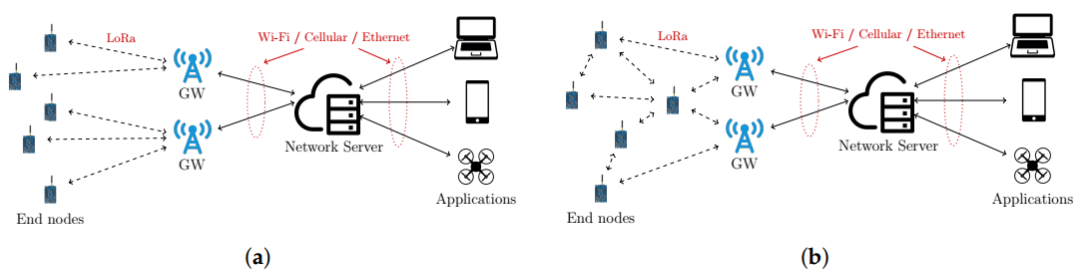 LoRa
Wi-Fi / Cellular / Ethernet
GW
GW
Network Server
End nodes
Applications
(a)
LoRa
Wi-Fi / Cellular / Ethernet
GW
GW
Network Server
End nodes
Applications
(b)